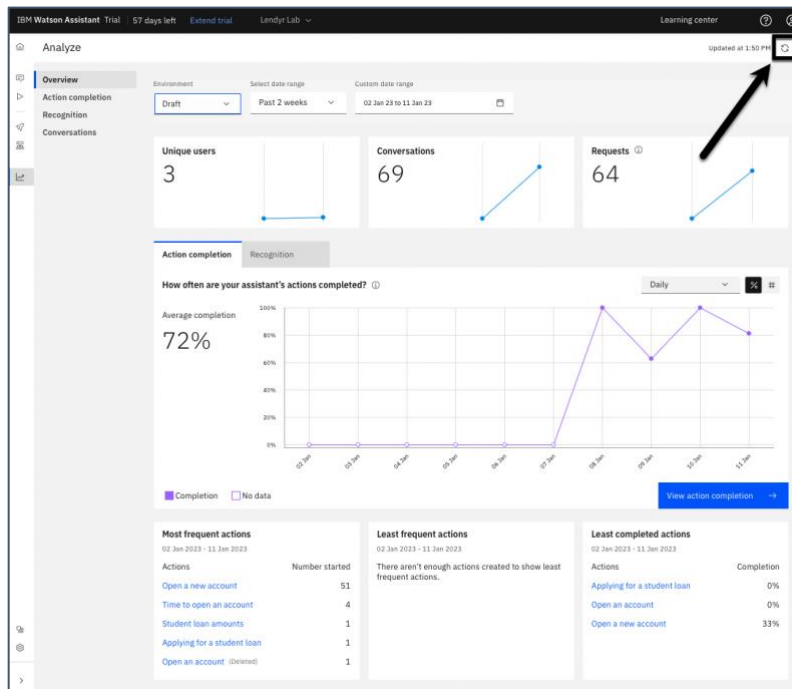 IBM Watson Assistant Trial 57 days left Extend trial Lendyr Lab Learning center
Analyze Updated at 1:50 PM
Overview
Action completion
Recognition
Conversations
Environment Select date range Custom date range
Draft Past 2 weeks 02 Jan 23 to 11 Jan 23
Unique users Conversations Requests
3 69 64
Action completion Recognition
How often are your assistant's actions completed? Daily % #
Average completion
72%
100%
80%
60%
40%
20%
0%
02 Jan 03 Jan 04 Jan 05 Jan 06 Jan 07 Jan 08 Jan 09 Jan 10 Jan 11 Jan
Completion No data
View action completion →
Most frequent actions
02 Jan 2023 - 11 Jan 2023
Actions Number started
Open a new account 51
Time to open an account 4
Student loan amounts 1
Applying for a student loan 1
Open an account (Deleted) 1
Least frequent actions
02 Jan 2023 - 11 Jan 2023
There aren't enough actions created to show least
frequent actions.
Least completed actions
02 Jan 2023 - 11 Jan 2023
Actions Completion
Applying for a student loan 0%
Open an account 0%
Open a new account 33%